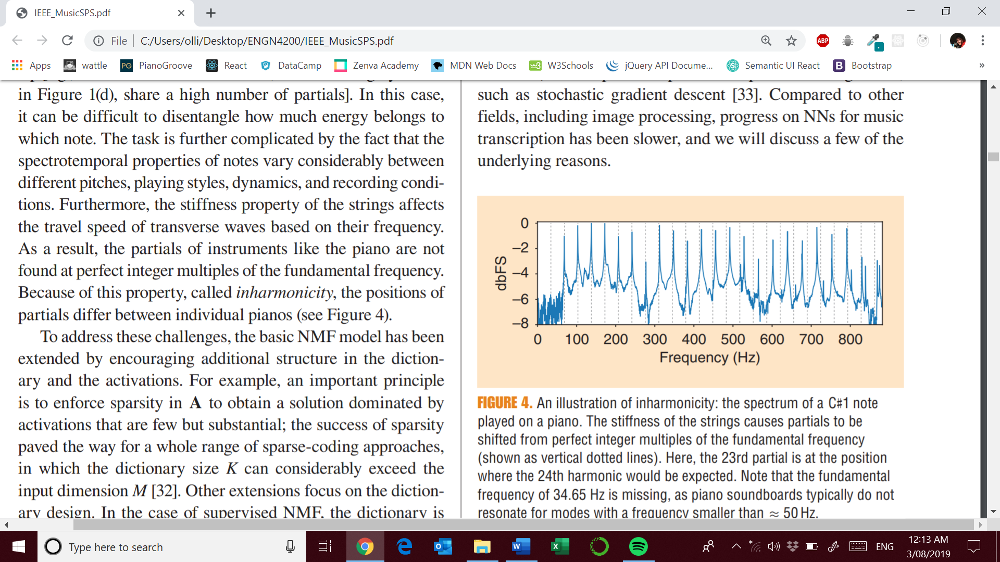 IEEE_MusicSPS.pdf
File
C:/Users/olli/Desktop/ENGN4200/IEEE_MusicSPS.pdf
ABP
Apps
wattle
PG PianoGroove
React
DataCamp
Zenva Academy
MDN Web Docs
W3Schools
jQuery API Docume...
Semantic UI React
B Bootstrap
»
in Figure 1(d), share a high number of partials]. In this case,
it can be difficult to disentangle how much energy belongs to
which note. The task is further complicated by the fact that the
spectrotemporal properties of notes vary considerably between
different pitches, playing styles, dynamics, and recording condi-
tions. Furthermore, the stiffness property of the strings affects
the travel speed of transverse waves based on their frequency.
As a result, the partials of instruments like the piano are not
found at perfect integer multiples of the fundamental frequency.
Because of this property, called inharmonicity, the positions of
partials differ between individual pianos (see Figure 4).
To address these challenges, the basic NMF model has been
extended by encouraging additional structure in the diction-
ary and the activations. For example, an important principle
is to enforce sparsity in A to obtain a solution dominated by
activations that are few but substantial; the success of sparsity
paved the way for a whole range of sparse-coding approaches,
in which the dictionary size K can considerably exceed the
input dimension M [32]. Other extensions focus on the diction-
ary design. In the case of supervised NMF, the dictionary is
such as stochastic gradient descent [33]. Compared to other
fields, including image processing, progress on NNs for music
transcription has been slower, and we will discuss a few of the
underlying reasons.
dbFS
0
−2
−4
−6
−8
0 100 200 300 400 500 600 700 800
Frequency (Hz)
FIGURE 4. An illustration of inharmonicity: the spectrum of a C#1 note
played on a piano. The stiffness of the strings causes partials to be
shifted from perfect integer multiples of the fundamental frequency
(shown as vertical dotted lines). Here, the 23rd partial is at the position
where the 24th harmonic would be expected. Note that the fundamental
frequency of 34.65 Hz is missing, as piano soundboards typically do not
resonate for modes with a frequency smaller than ≈ 50 Hz.
Type here to search
ENG
12:13 AM
3/08/2019